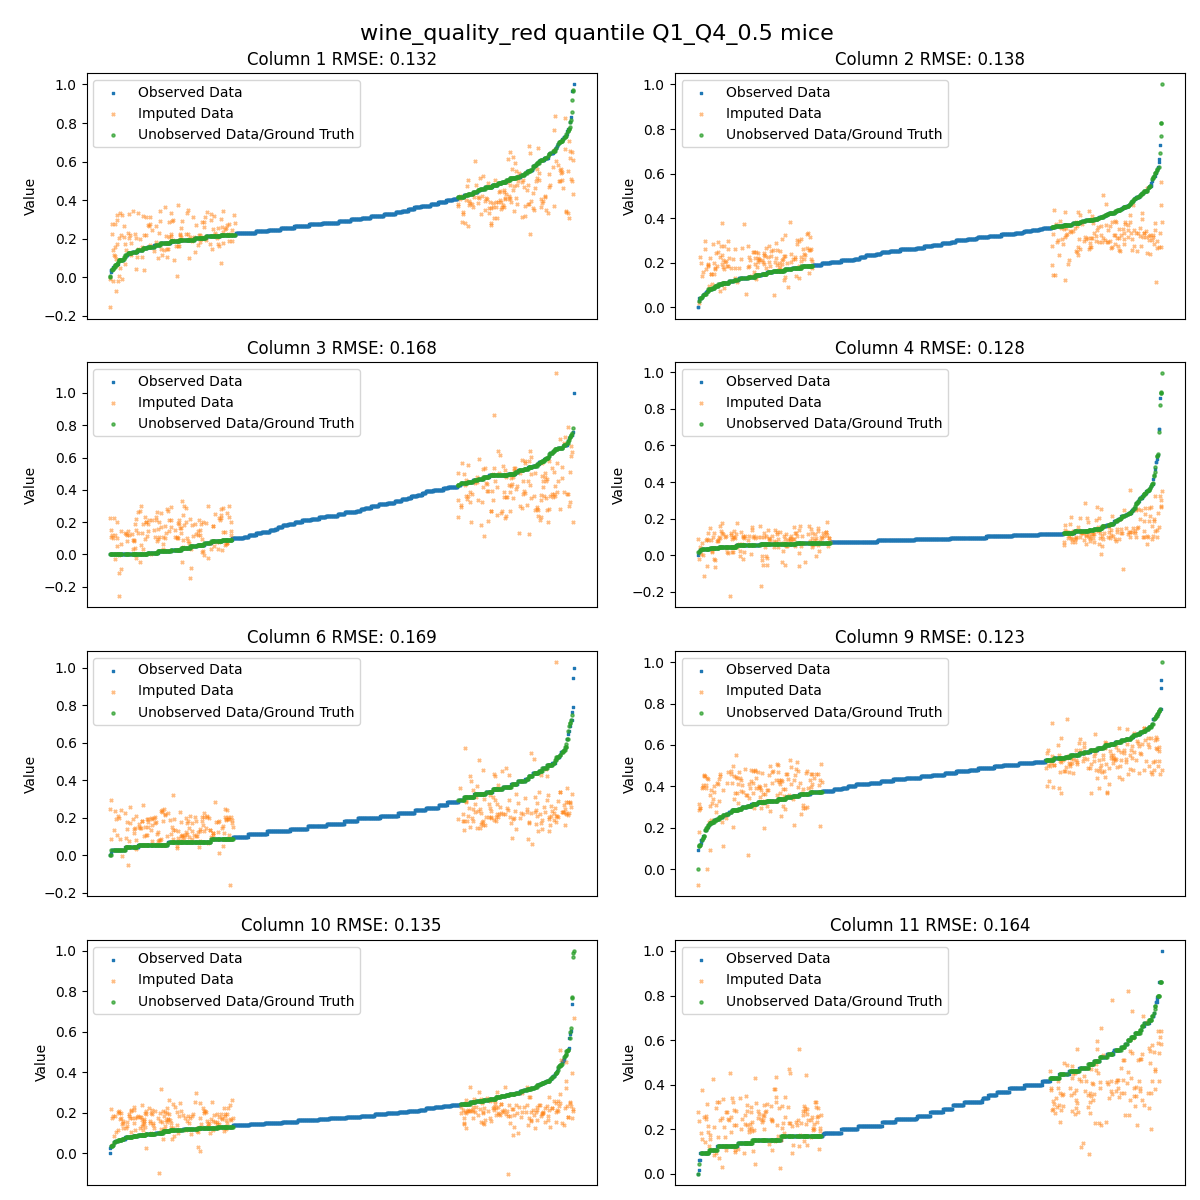 wine_quality_red quantile Q1_Q4_0.5 mice
Column 1 RMSE: 0.132
Value
1.0
0.8
0.6
0.4
0.2
0.0
−0.2
Observed Data
Imputed Data
Unobserved Data/Ground Truth
Column 2 RMSE: 0.138
Value
1.0
0.8
0.6
0.4
0.2
0.0
Observed Data
Imputed Data
Unobserved Data/Ground Truth
Column 3 RMSE: 0.168
Value
1.0
0.8
0.6
0.4
0.2
0.0
−0.2
Observed Data
Imputed Data
Unobserved Data/Ground Truth
Column 4 RMSE: 0.128
Value
1.0
0.8
0.6
0.4
0.2
0.0
−0.2
Observed Data
Imputed Data
Unobserved Data/Ground Truth
Column 6 RMSE: 0.169
Value
1.0
0.8
0.6
0.4
0.2
0.0
−0.2
Observed Data
Imputed Data
Unobserved Data/Ground Truth
Column 9 RMSE: 0.123
Value
1.0
0.8
0.6
0.4
0.2
0.0
Observed Data
Imputed Data
Unobserved Data/Ground Truth
Column 10 RMSE: 0.135
Value
1.0
0.8
0.6
0.4
0.2
0.0
Observed Data
Imputed Data
Unobserved Data/Ground Truth
Column 11 RMSE: 0.164
Value
1.0
0.8
0.6
0.4
0.2
0.0
Observed Data
Imputed Data
Unobserved Data/Ground Truth